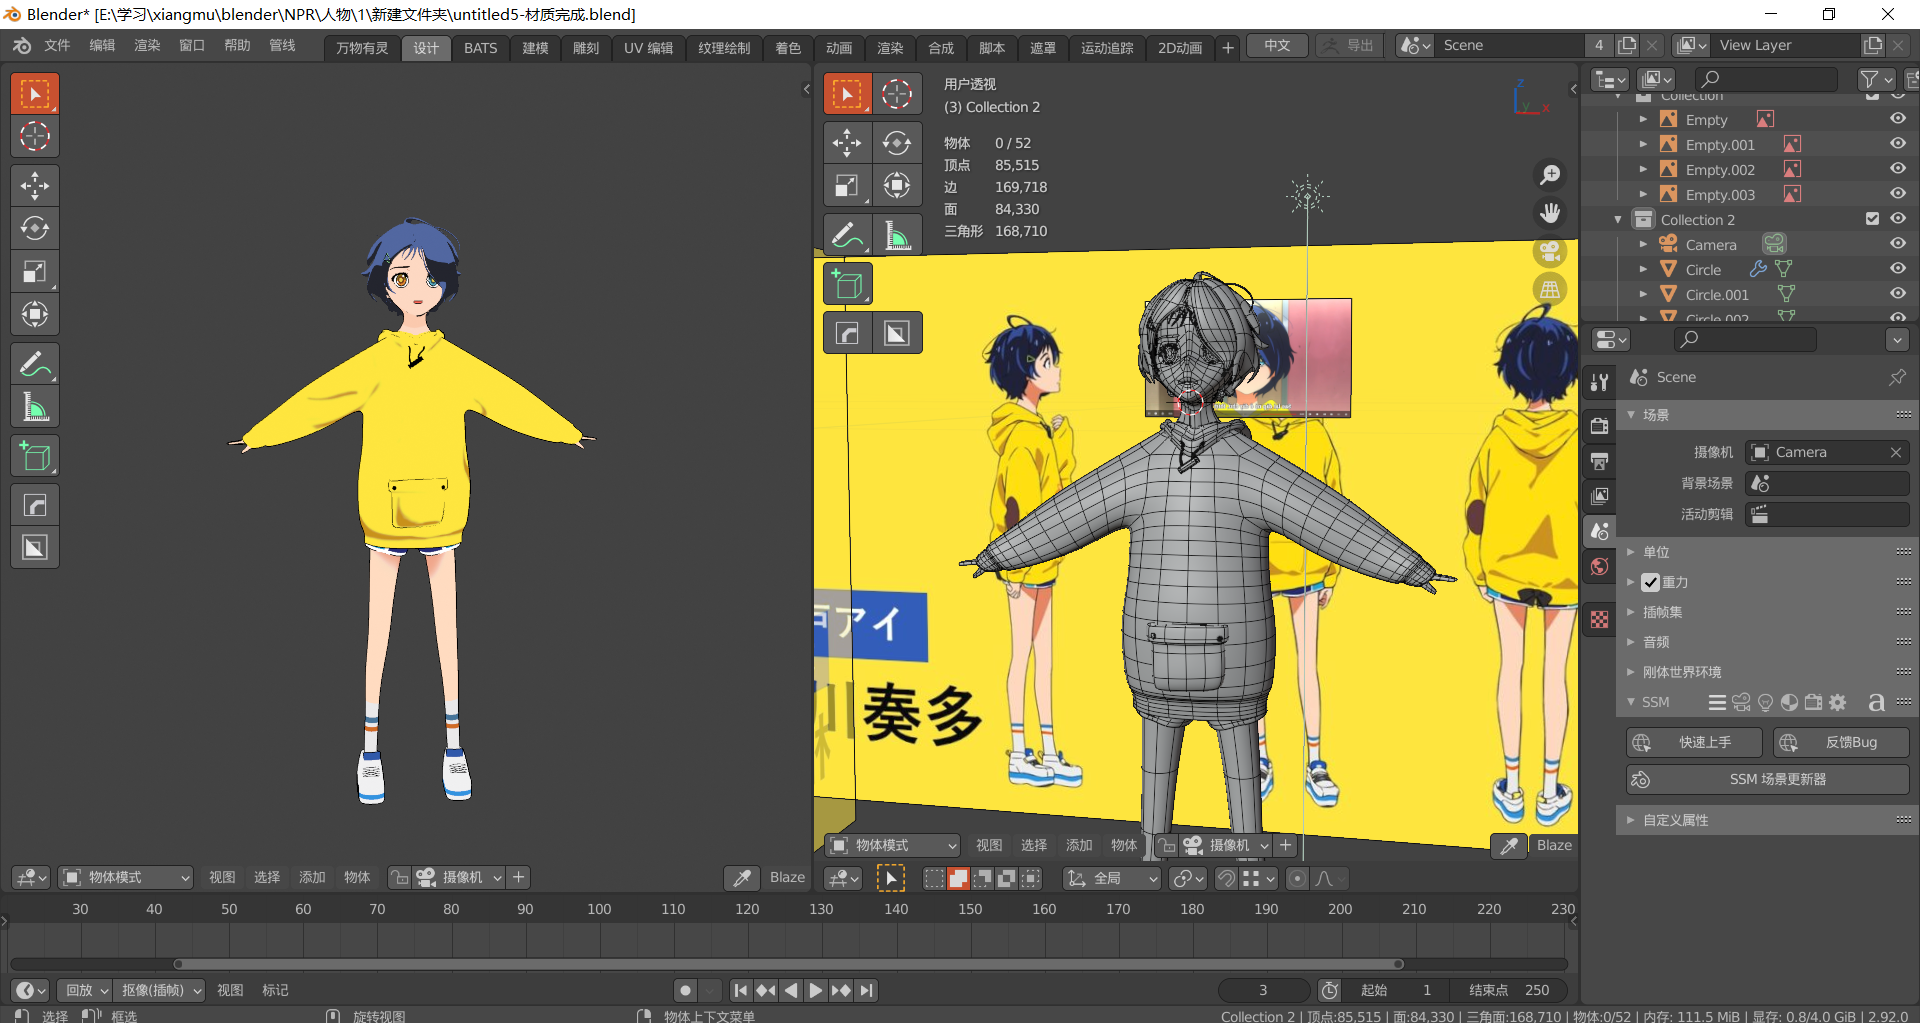 Blender* [E:\学习\xiangmu\blender\NPR\人物\1\新建文件夹\untitled5-材质完成.blend]
文件 编辑 渲染 窗口 帮助 管线 万物有灵 设计 BATS 建模 雕刻 UV 编辑 纹理绘制 着色 动画 渲染 合成 脚本 遮罩 运动追踪 2D动画 + 中文 导出 Scene 4 View Layer
用户透视
(3) Collection 2
物体 0 / 52
顶点 85,515
边 169,718
面 84,330
三角形 168,710
Z
Y
X
アイ
奏多
Collection
Empty
Empty.001
Empty.002
Empty.003
Collection 2
Camera
Circle
Circle.001
Circle.002
Scene
场景
摄像机 Camera
背景场景
活动剪辑
单位
重力
插帧集
音频
刚体世界环境
SSM a
快速上手 反馈Bug
SSM 场景更新器
自定义属性
物体模式 视图 选择 添加 物体 摄像机 + Blaze
物体模式 视图 选择 添加 物体 摄像机 + Blaze
全局
30 40 50 60 70 80 90 100 110 120 130 140 150 160 170 180 190 200 210 220 230
回放 抠像(插帧) 视图 标记 3 起始 1 结束点 250
选择 框选 旋转视图 物体上下文菜单 Collection 2 | 顶点:85,515 | 面:84,330 | 三角面:168,710 | 物体:0/52 | 内存: 111.5 MiB | 显存: 0.8/4.0 GiB | 2.92.0